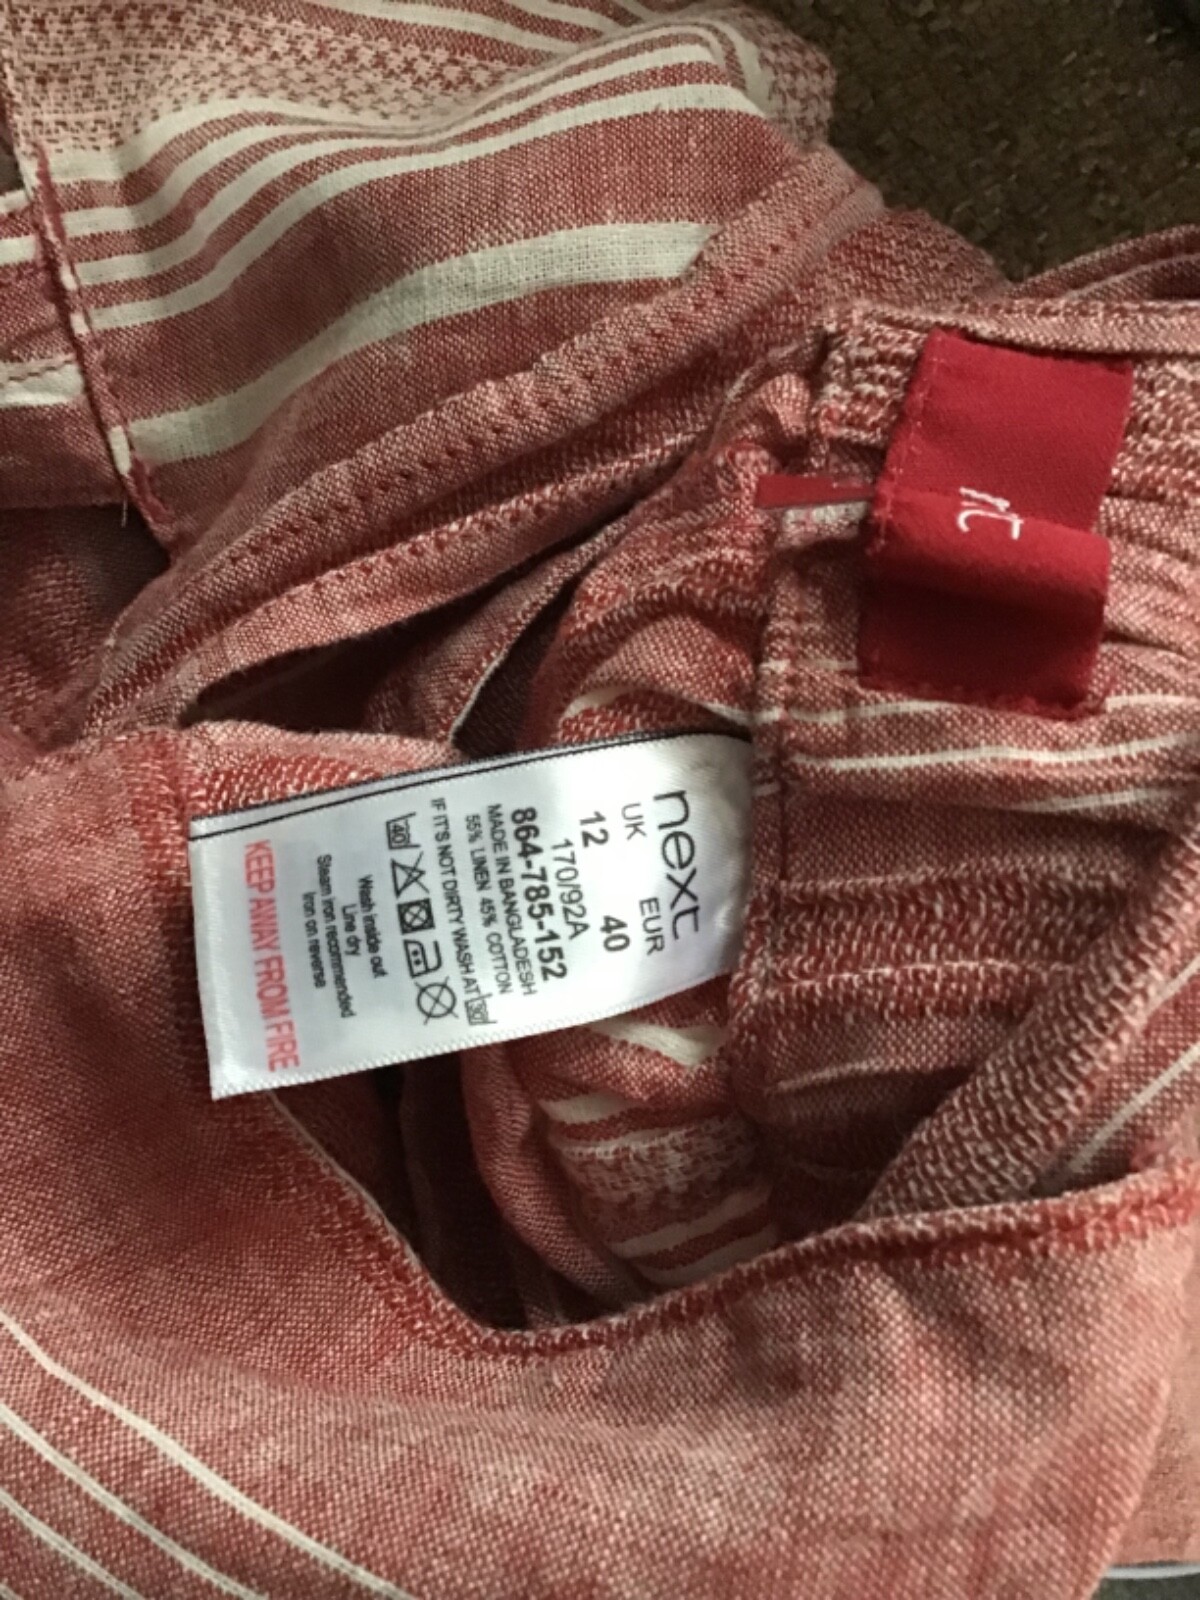 next
UK EUR
12 40
170/92A
864-785-152
MADE IN BANGLADESH
55% LINEN 45% COTTON
IF IT'S NOT DIRTY WASH AT 30
40
Wash inside out
Line dry
Steam iron recommended
Iron on reverse
KEEP AWAY FROM FIRE